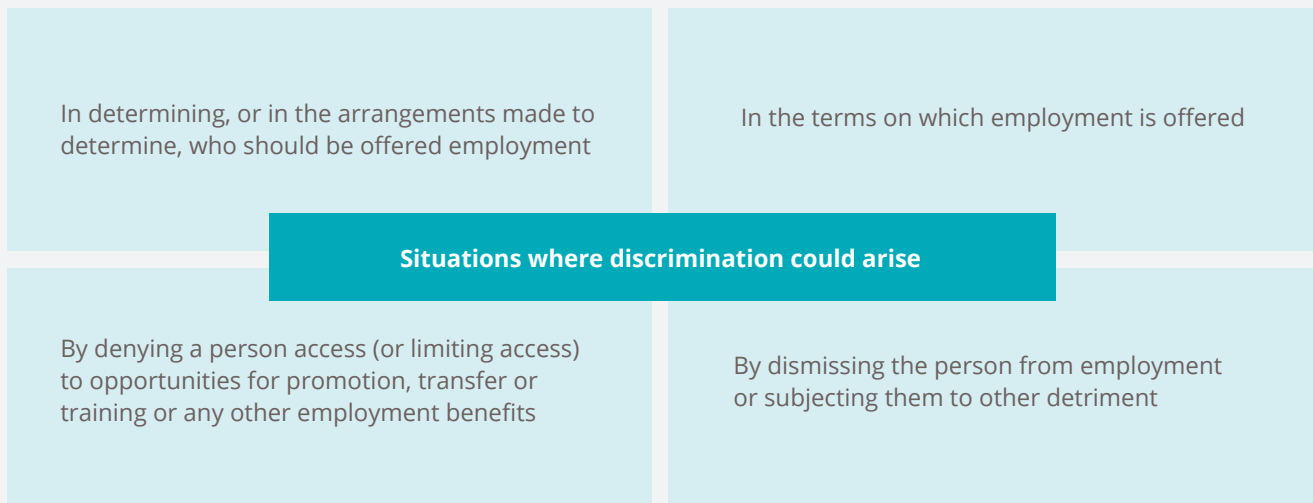 In determining, or in the arrangements made to
determine, who should be offered employment
In the terms on which employment is offered
Situations where discrimination could arise
By denying a person access (or limiting access)
to opportunities for promotion, transfer or
training or any other employment benefits
By dismissing the person from employment
or subjecting them to other detriment